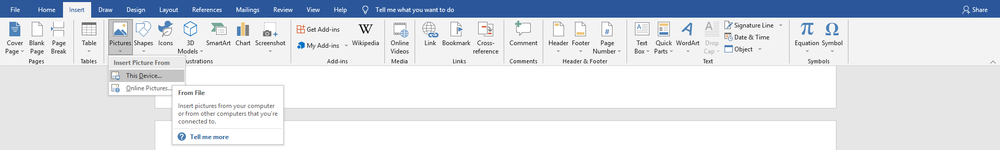 File Home Insert Draw Design Layout References Mailings Review View Help Tell me what you want to do Share
Cover Page
Blank Page
Page Break
Pages
Table
Tables
Pictures
Shapes
Icons
3D Models
SmartArt
Chart
Screenshot
lustrations
Get Add-ins
My Add-ins
Wikipedia
W
Add-ins
Online Videos
Media
Link
Bookmark
Cross-reference
Links
Comment
Comments
Header
Footer
Page Number
#
Header & Footer
Text Box
A
Quick Parts
WordArt
A
Drop Cap
A
Signature Line
Date & Time
Object
Text
Equation
π
Symbol
Ω
Symbols
Insert Picture From
This Device...
Online Pictures...
From File
Insert pictures from your computer
or from other computers that you're
connected to.
? Tell me more